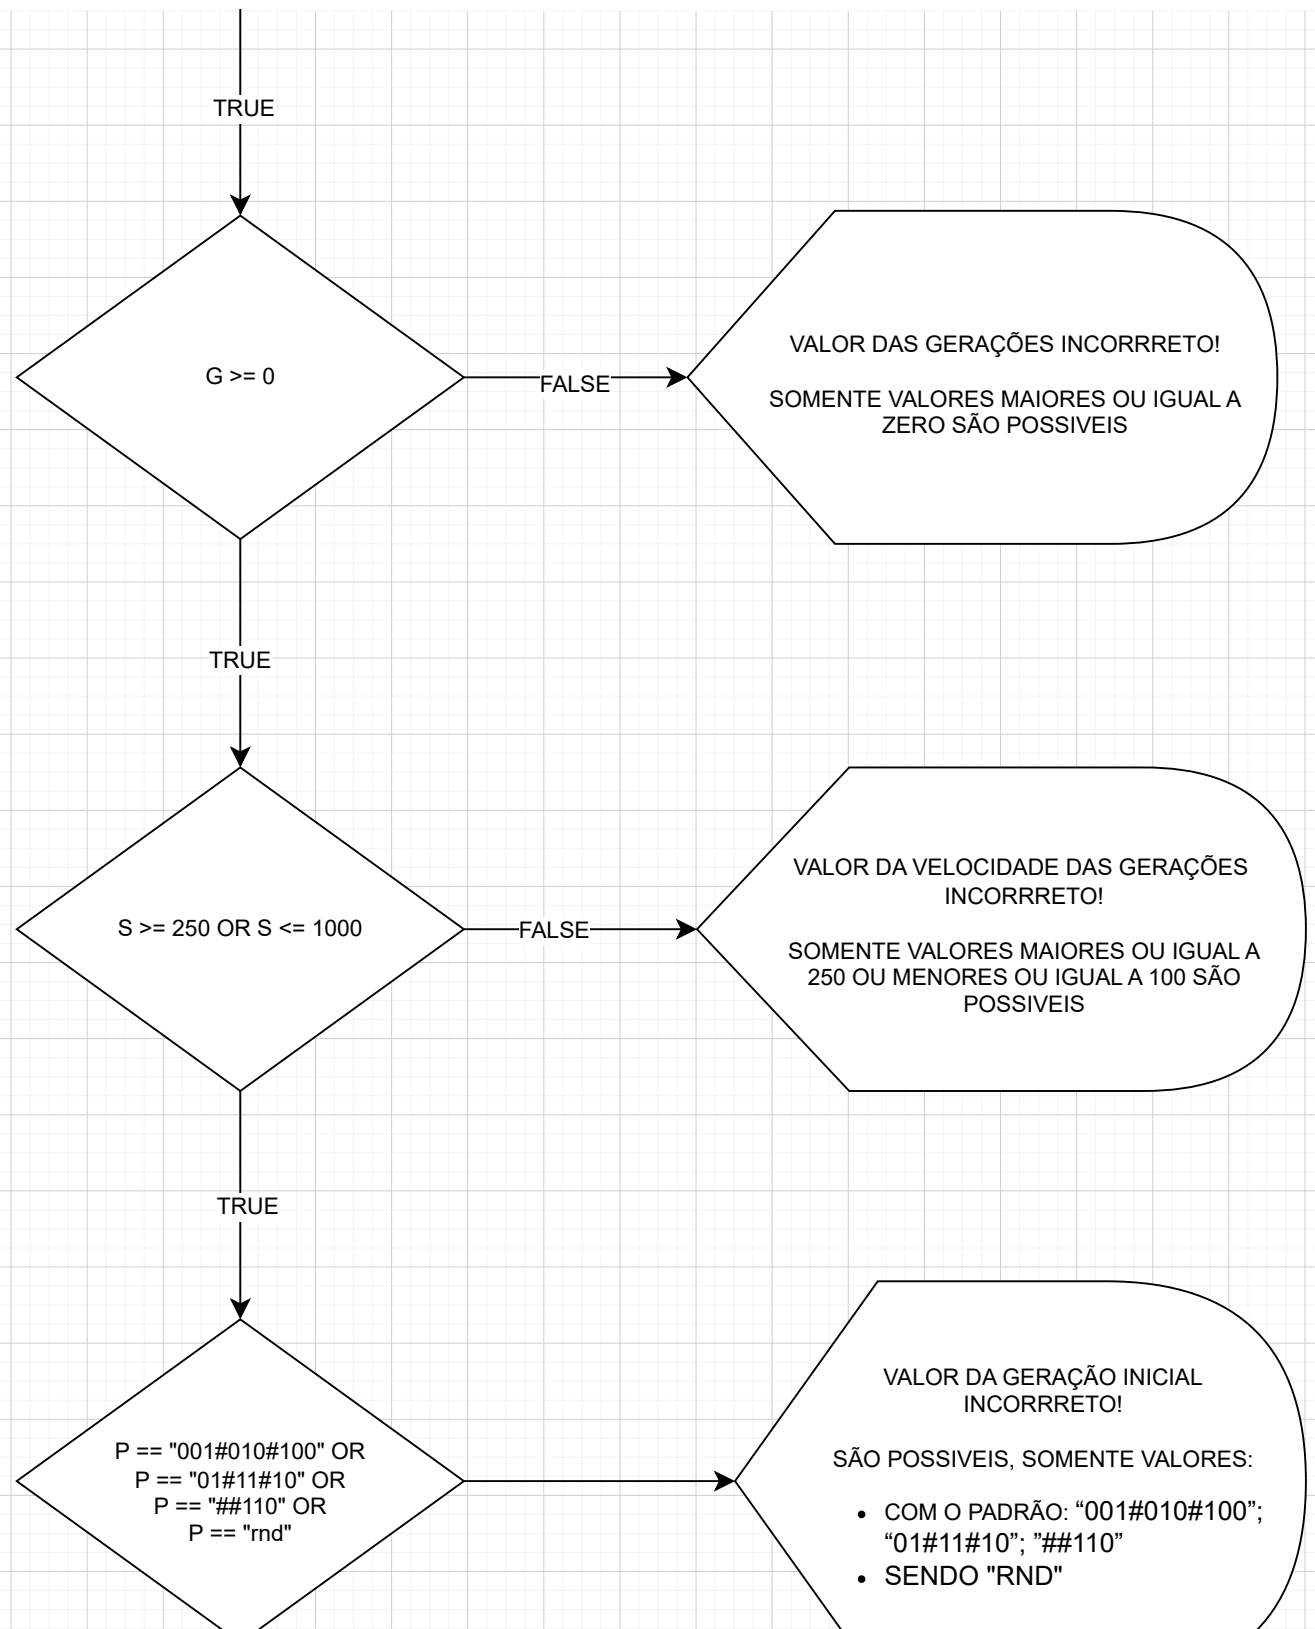 TRUE
G >= 0
FALSE
VALOR DAS GERAÇÕES INCORRRETO!
SOMENTE VALORES MAIORES OU IGUAL A
ZERO SÃO POSSIVEIS
TRUE
S >= 250 OR S <= 1000
FALSE
VALOR DA VELOCIDADE DAS GERAÇÕES
INCORRRETO!
SOMENTE VALORES MAIORES OU IGUAL A
250 OU MENORES OU IGUAL A 100 SÃO
POSSIVEIS
TRUE
P == "001#010#100" OR
P == "01#11#10" OR
P == "##110" OR
P == "rnd"
VALOR DA GERAÇÃO INICIAL
INCORRRETO!
SÃO POSSIVEIS, SOMENTE VALORES:
• COM O PADRÃO: “001#010#100”;
“01#11#10”; ”##110”
• SENDO "RND"